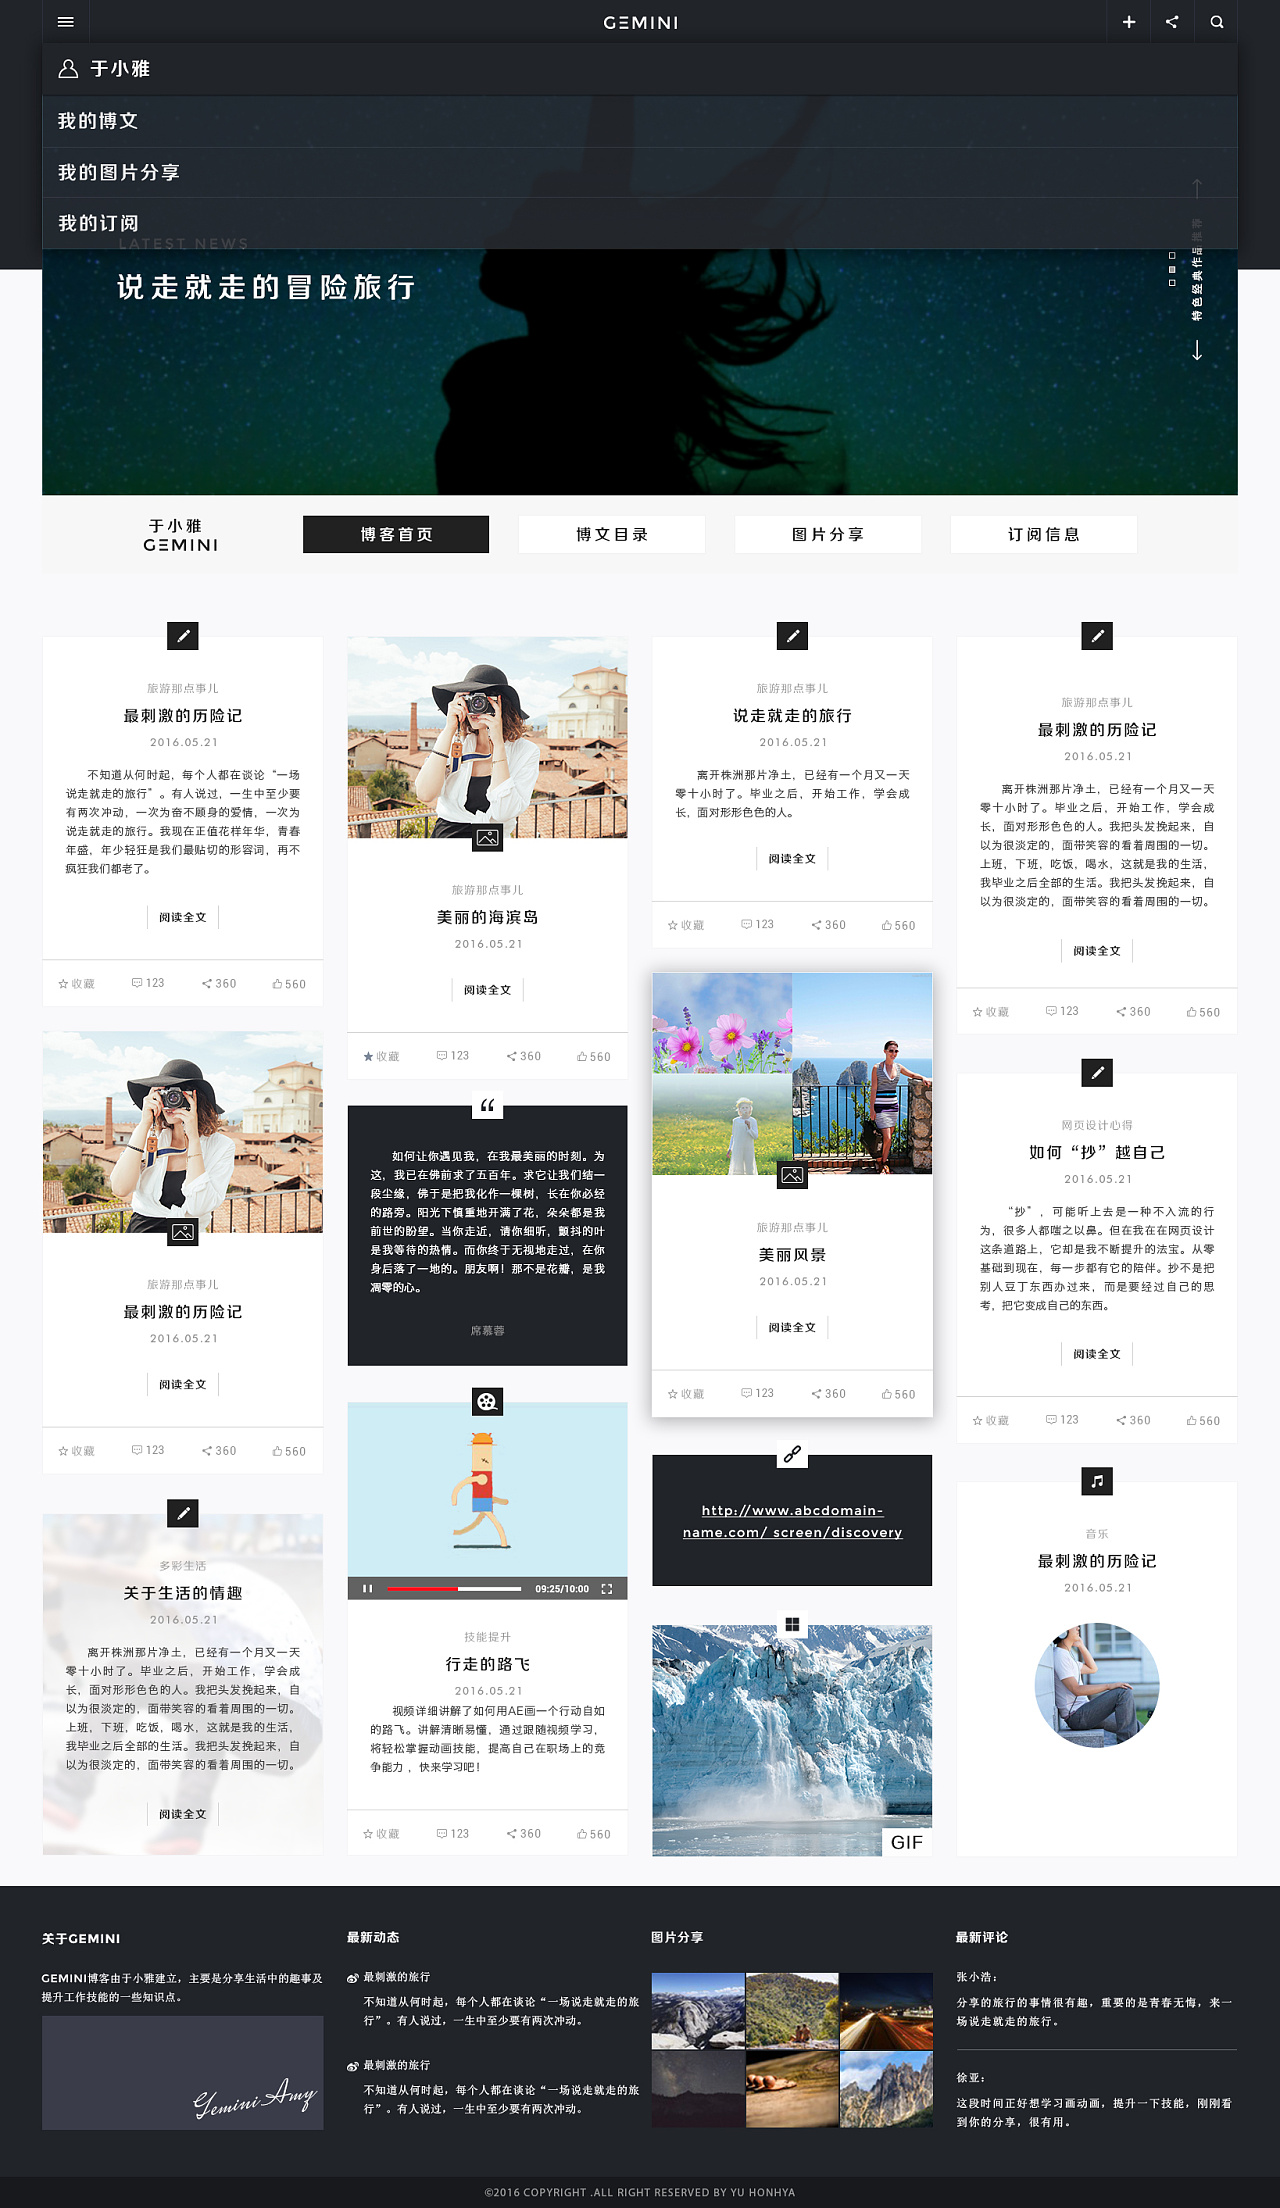 GEMINI
于小雅
我的博文
我的图片分享
我的订阅
LATEST NEWS
说走就走的冒险旅行
特色经典作品推荐
于小雅
GEMINI
博客首页
博文目录
图片分享
订阅信息
旅游那点事儿
最刺激的历险记
2016.05.21
不知道从何时起，每个人都在谈论“一场
说走就走的旅行”。有人说过，一生中至少要
有两次冲动，一次为奋不顾身的爱情，一次为
说走就走的旅行。我现在正值花样年华，青春
年盛，年少轻狂是我们最贴切的形容词，再不
疯狂我们都老了。
阅读全文
收藏 123 360 560
旅游那点事儿
最刺激的历险记
2016.05.21
阅读全文
收藏 123 360 560
多彩生活
关于生活的情趣
2016.05.21
离开株洲那片净土，已经有一个月又一天
零十小时了。毕业之后，开始工作，学会成
长，面对形形色色的人。我把头发挽起来，自
以为很淡定的，面带笑容的看着周围的一切。
上班，下班，吃饭，喝水，这就是我的生活，
我毕业之后全部的生活。我把头发挽起来，自
以为很淡定的，面带笑容的看着周围的一切。
阅读全文
旅游那点事儿
美丽的海滨岛
2016.05.21
阅读全文
收藏 123 360 560
如何让你遇见我，在我最美丽的时刻。为
这，我已在佛前求了五百年。求它让我们结一
段尘缘，佛于是把我化作一棵树，长在你必经
的路旁。阳光下慎重地开满了花，朵朵都是我
前世的盼望。当你走近，请你细听，颤抖的叶
是我等待的热情。而你终于无视地走过，在你
身后落了一地的。朋友啊！那不是花瓣，是我
凋零的心。
席慕蓉
09:25/10:00
技能提升
行走的路飞
2016.05.21
视频详细讲解了如何用AE画一个行动自如
的路飞。讲解清晰易懂，通过跟随视频学习，
将轻松掌握动画技能，提高自己在职场上的竞
争能力 ，快来学习吧！
收藏 123 360 560
旅游那点事儿
说走就走的旅行
2016.05.21
离开株洲那片净土，已经有一个月又一天
零十小时了。毕业之后，开始工作，学会成
长，面对形形色色的人。
阅读全文
收藏 123 360 560
旅游那点事儿
美丽风景
2016.05.21
阅读全文
收藏 123 360 560
http://www.abcdomain-
name.com/ screen/discovery
GIF
旅游那点事儿
最刺激的历险记
2016.05.21
离开株洲那片净土，已经有一个月又一天
零十小时了。毕业之后，开始工作，学会成
长，面对形形色色的人。我把头发挽起来，自
以为很淡定的，面带笑容的看着周围的一切。
上班，下班，吃饭，喝水，这就是我的生活，
我毕业之后全部的生活。我把头发挽起来，自
以为很淡定的，面带笑容的看着周围的一切。
阅读全文
收藏 123 360 560
网页设计心得
如何“抄”越自己
2016.05.21
“抄”，可能听上去是一种不入流的行
为，很多人都嗤之以鼻。但在我在在网页设计
这条道路上，它却是我不断提升的法宝。从零
基础到现在，每一步都有它的陪伴。抄不是把
别人豆丁东西办过来，而是要经过自己的思
考，把它变成自己的东西。
阅读全文
收藏 123 360 560
音乐
最刺激的历险记
2016.05.21
关于GEMINI
GEMINI博客由于小雅建立，主要是分享生活中的趣事及
提升工作技能的一些知识点。
Gemini Amy
最新动态
最刺激的旅行
不知道从何时起，每个人都在谈论“一场说走就走的旅
行”。有人说过，一生中至少要有两次冲动。
最刺激的旅行
不知道从何时起，每个人都在谈论“一场说走就走的旅
行”。有人说过，一生中至少要有两次冲动。
图片分享
最新评论
张小浩：
分享的旅行的事情很有趣，重要的是青春无悔，来一
场说走就走的旅行。
徐亚：
这段时间正好想学习画动画，提升一下技能，刚刚看
到你的分享，很有用。
©2016 COPYRIGHT .ALL RIGHT RESERVED BY YU HONHYA